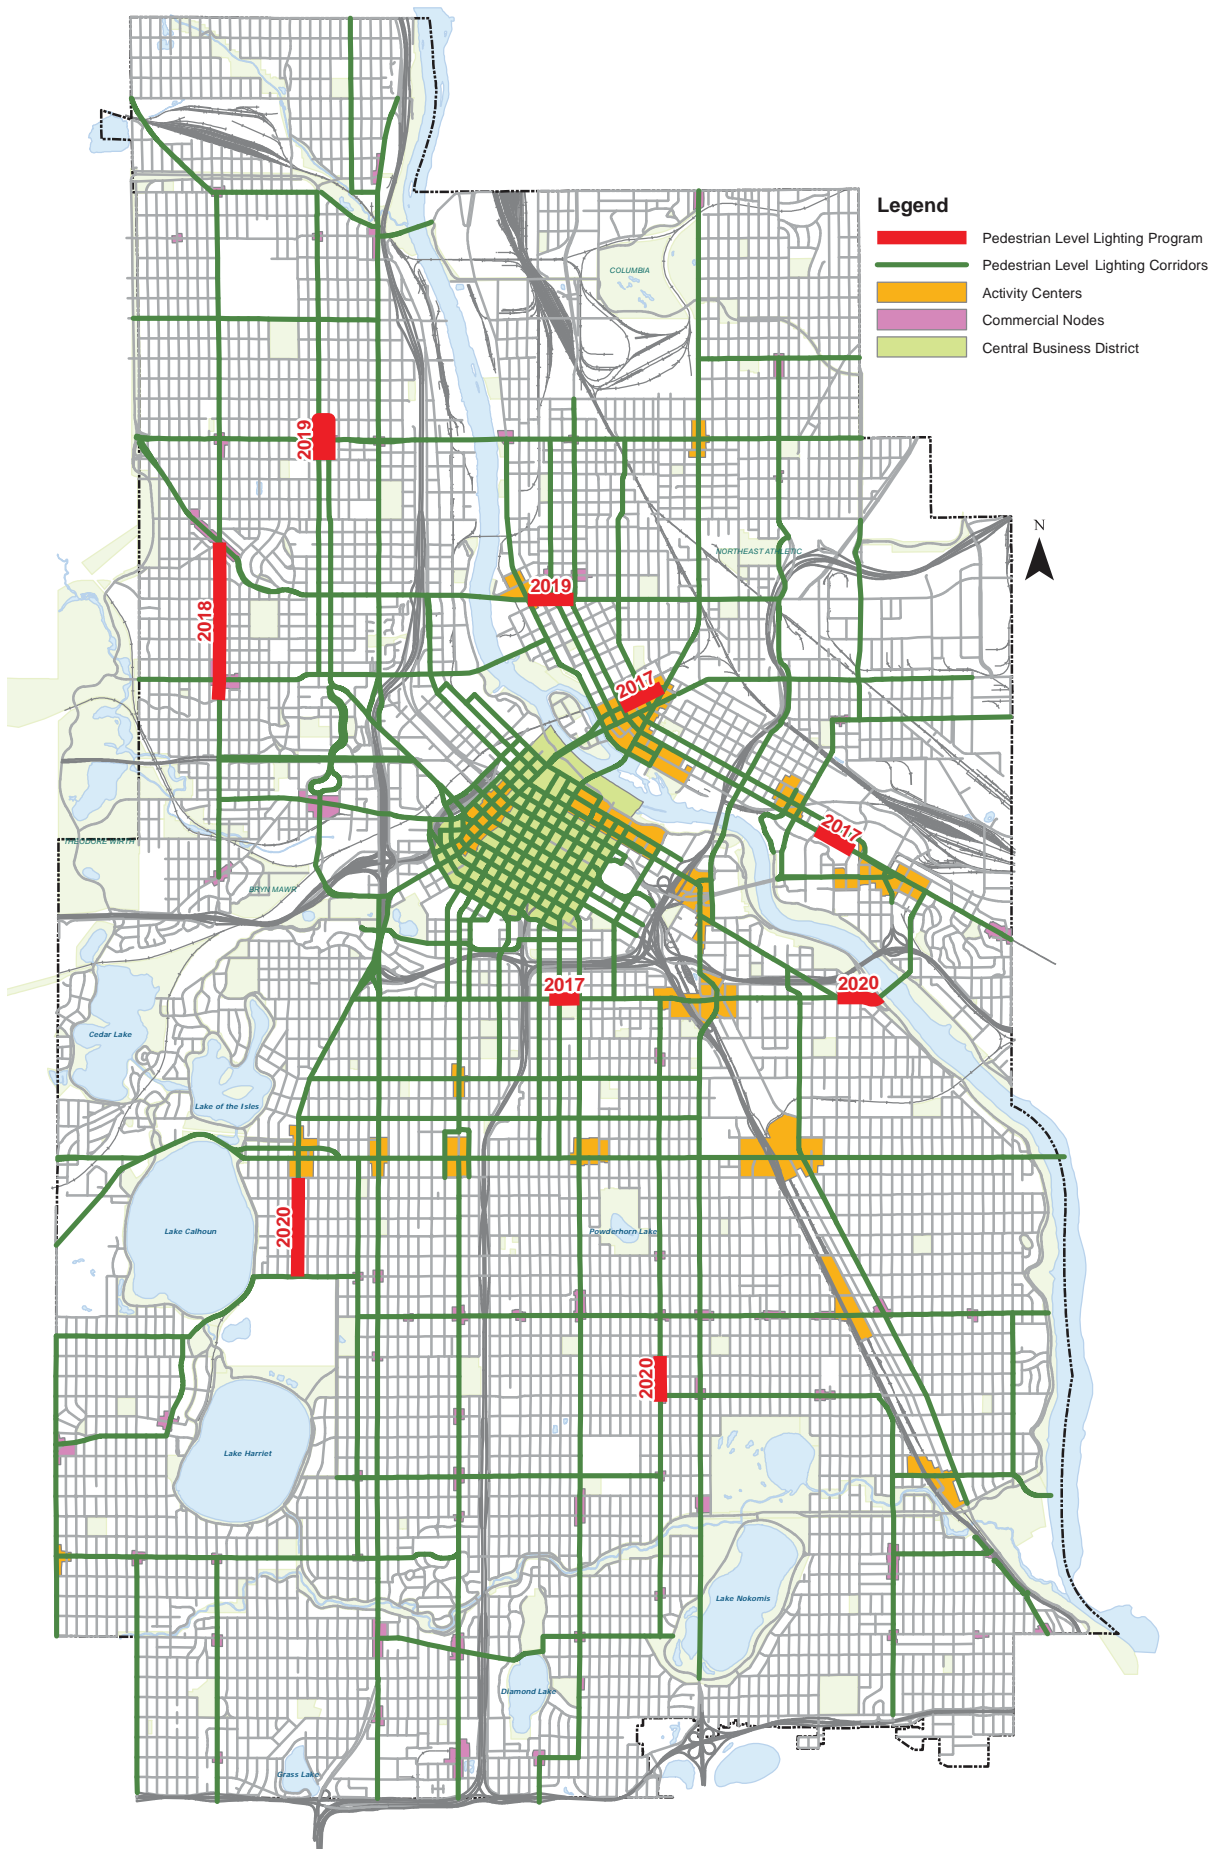 Legend
Pedestrian Level Lighting Program
Pedestrian Level Lighting Corridors
Activity Centers
Commercial Nodes
Central Business District
COLUMBIA
2019
N
NORTHEAST ATHLETIC
2019
2018
2017
2017
THEODORE WIRTH
BRYN MAWR
2017
2020
Cedar Lake
Lake of the Isles
Lake Calhoun
2020
Powderhorn Lake
2020
Lake Harriet
Lake Nokomis
Diamond Lake
Grass Lake